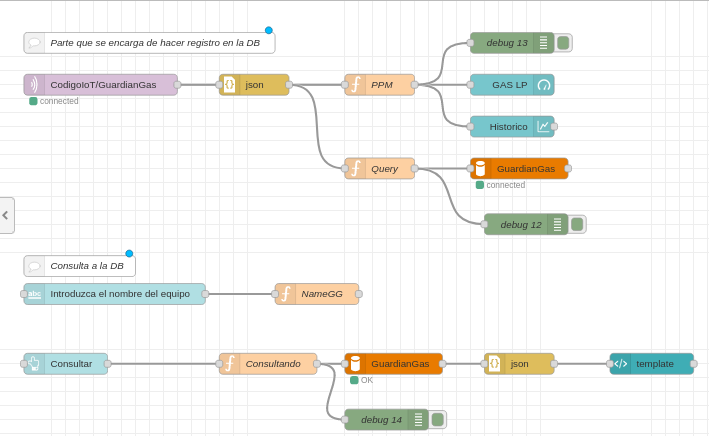 Parte que se encarga de hacer registro en la DB
debug 13
CodigoIoT/GuardianGas
json
PPM
GAS LP
connected
Historico
Query
GuardianGas
connected
debug 12
Consulta a la DB
abc
Introduzca el nombre del equipo
NameGG
Consultar
Consultando
GuardianGas
json
template
OK
debug 14